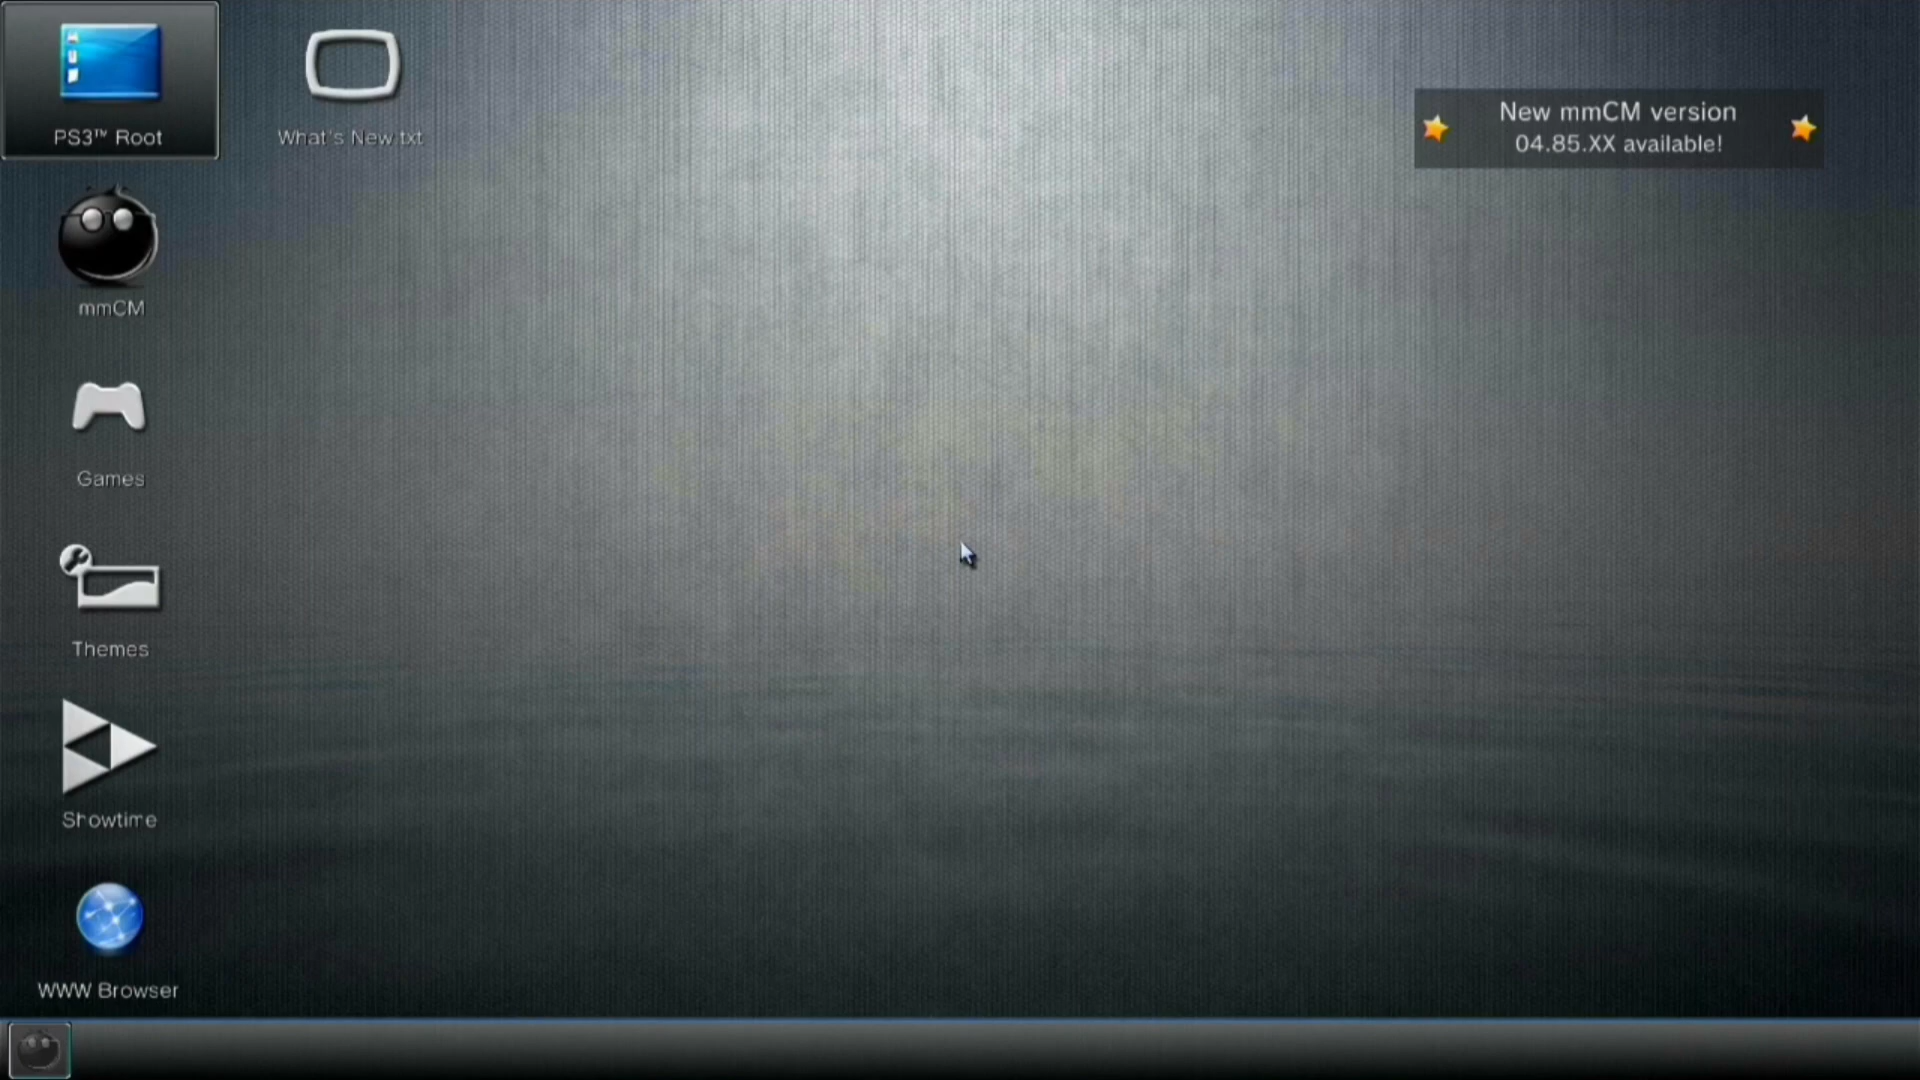 PS3™ Root
What's New.txt
New mmCM version
04.85.XX available!
mmCM
Games
Themes
Showtime
WWW Browser